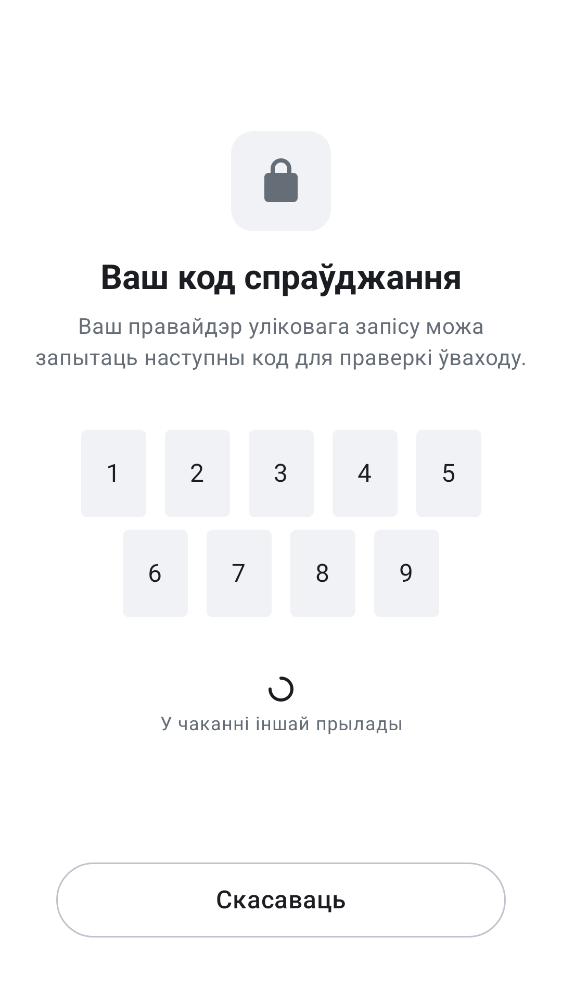 Ваш код спраўджання
Ваш правайдэр уліковага запісу можа
запытаць наступны код для праверкі ўваходу.
1 2 3 4 5
6 7 8 9
У чаканні іншай прылады
Скасаваць